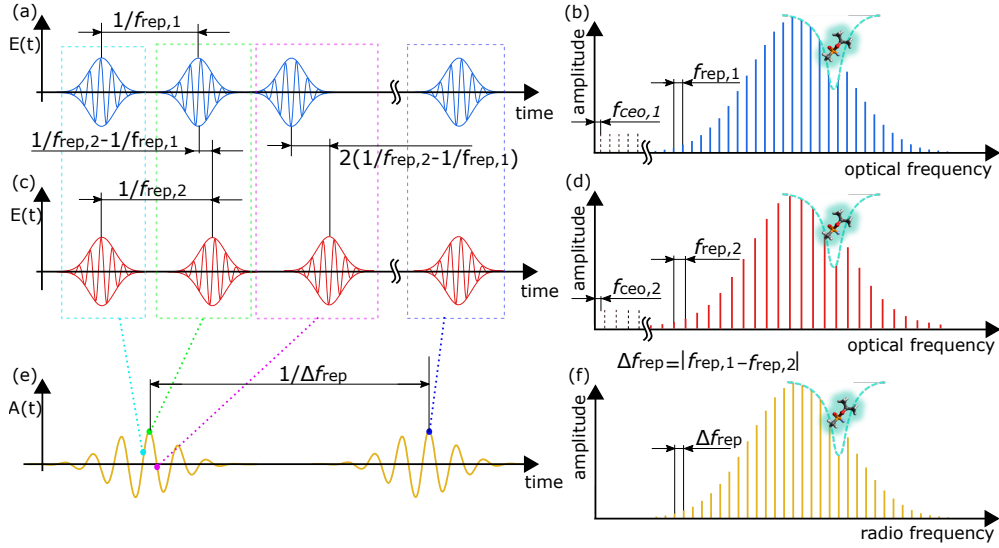 (a)
E(t)
1/frep,1
time
1/frep,2-1/frep,1
2(1/frep,2-1/frep,1)
(c)
E(t)
1/frep,2
time
(e)
A(t)
1/Δfrep
time
(b)
amplitude
fceo,1
frep,1
optical frequency
(d)
amplitude
fceo,2
frep,2
optical frequency
Δfrep=|frep,1-frep,2|
(f)
amplitude
Δfrep
radio frequency